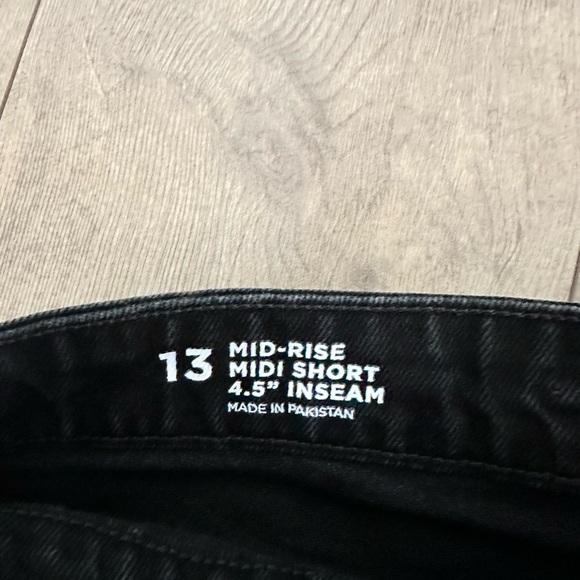 13
MID-RISE
MIDI SHORT
4.5" INSEAM
MADE IN PAKISTAN